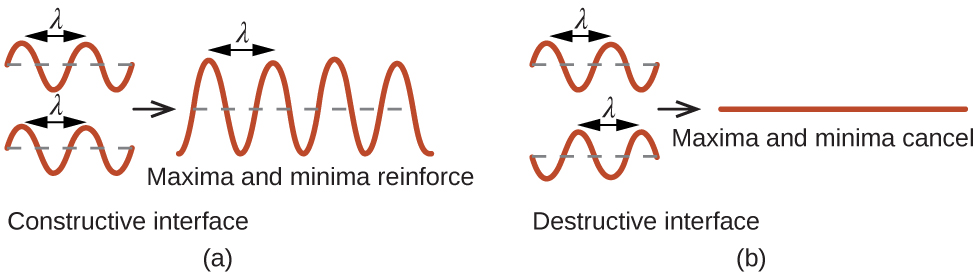 λ
λ
λ
Maxima and minima reinforce
Constructive interface
(a)
λ
λ
Maxima and minima cancel
Destructive interface
(b)